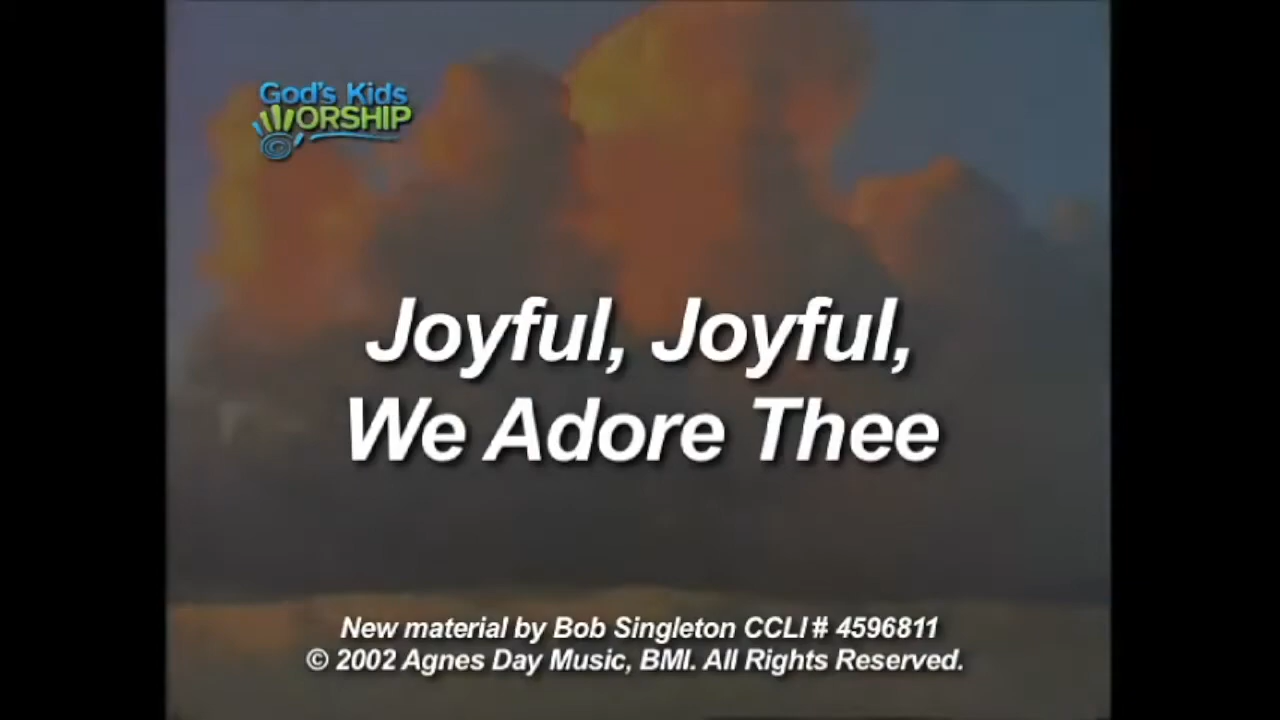 God's Kids
WORSHIP
Joyful, Joyful,
We Adore Thee
New material by Bob Singleton CCLI # 4596811
© 2002 Agnes Day Music, BMI. All Rights Reserved.